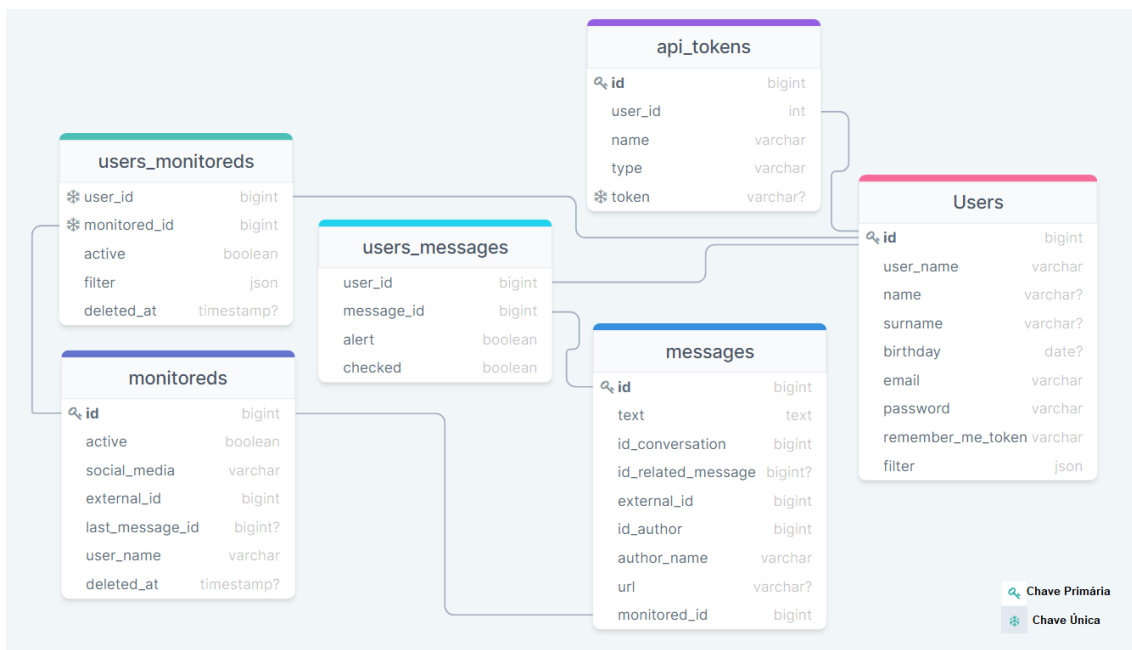 api_tokens
id bigint
user_id int
name varchar
type varchar
token varchar?
users_monitoreds
user_id bigint
monitored_id bigint
active boolean
filter json
deleted_at timestamp?
users_messages
user_id bigint
message_id bigint
alert boolean
checked boolean
Users
id bigint
user_name varchar
name varchar?
surname varchar?
birthday date?
email varchar
password varchar
remember_me_token varchar
filter json
monitoreds
id bigint
active boolean
social_media varchar
external_id bigint
last_message_id bigint?
user_name varchar
deleted_at timestamp?
messages
id bigint
text text
id_conversation bigint
id_related_message bigint?
external_id bigint
id_author bigint
author_name varchar
url varchar?
monitored_id bigint
Chave Primária
Chave Única